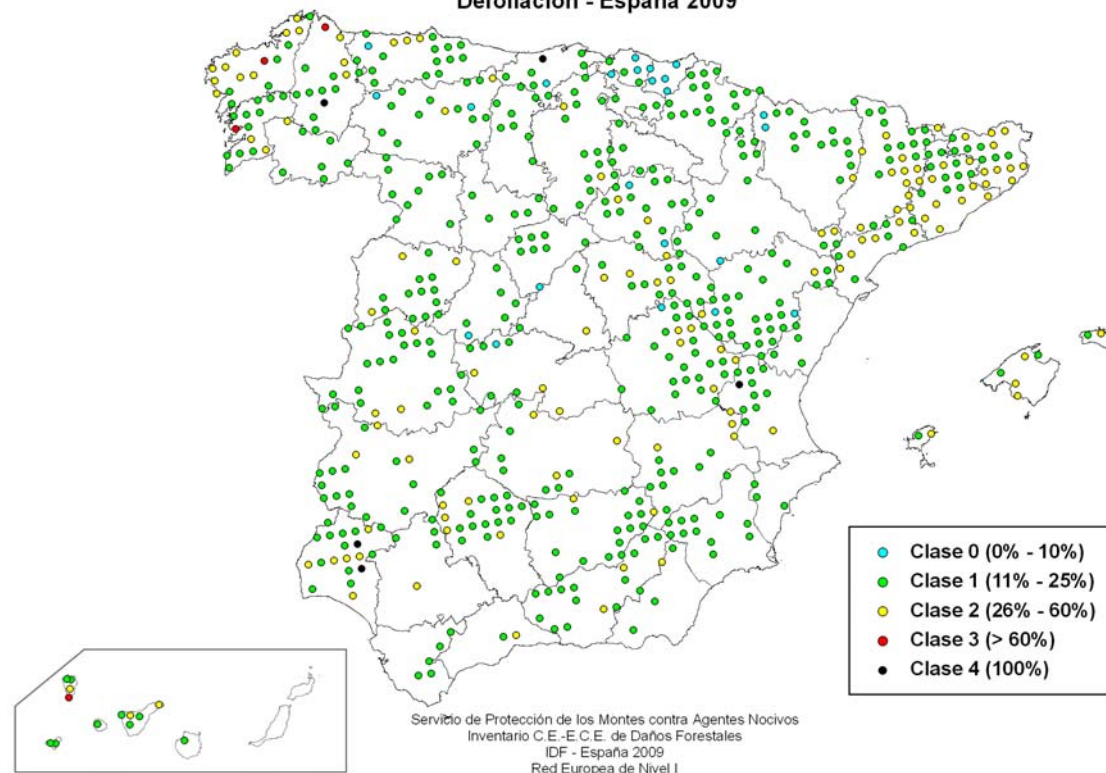 Defoliación - España 2009
Clase 0 (0% - 10%)
Clase 1 (11% - 25%)
Clase 2 (26% - 60%)
Clase 3 (> 60%)
Clase 4 (100%)
Servicio de Protección de los Montes contra Agentes Nocivos
Inventario C.E.-E.C.E. de Daños Forestales
IDF - España 2009
Red Europea de Nivel I